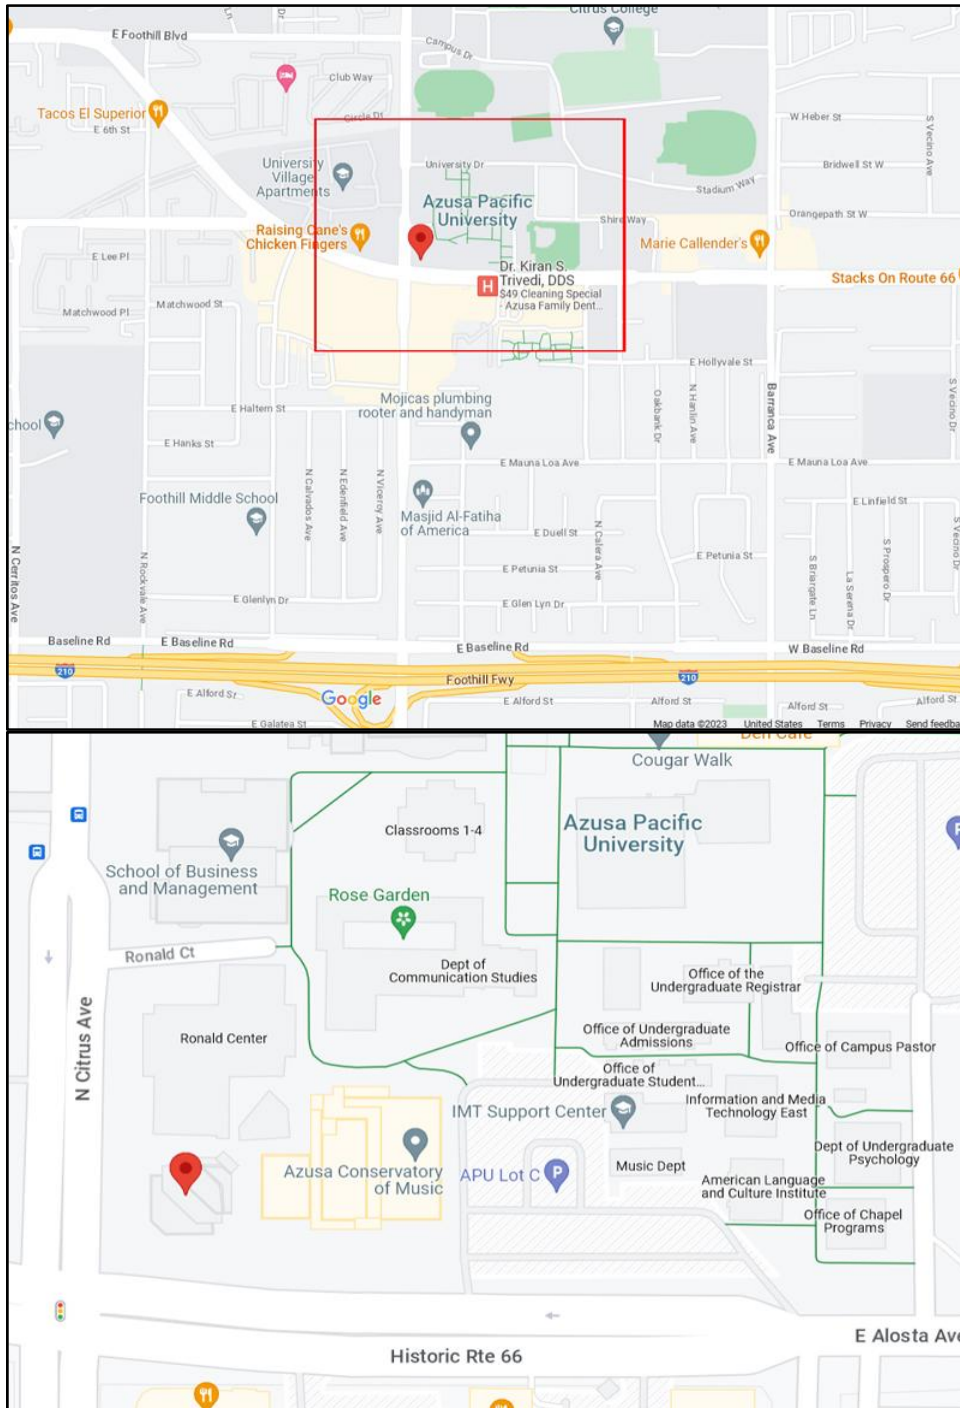 Ln
Dr
Citrus College
E Foothill Blvd
Campus Dr
Club Way
Tacos El Superior
Circle Dr
E 6th St
W Heber St
S Vecino Ave
University
Village
Apartments
University Dr
Bridwell St W
Stadium Way
Azusa Pacific
University
Shire Way
Orangepath St W
Raising Cane's
Chicken Fingers
Marie Callender's
E Lee Pl
Dr. Kiran S.
Trivedi, DDS
$49 Cleaning Special
- Azusa Family Dent...
H
Stacks On Route 66
Matchwood St
Matchwood Pl
E Hollyvale St
Mojicas plumbing
rooter and handyman
E Haltern St
Oakbank Dr
N Hanlin Ave
Barranca Ave
S Vecino Dr
chool
E Hanks St
E Mauna Loa Ave
E Mauna Loa Ave
N Calvados Ave
N Edenfield Ave
N Viceroy Ave
Foothill Middle School
E Linfield St
Masjid Al-Fatiha
of America
E Duell St
N Calera Ave
S Vecino Dr
N Cerritos Ave
N Rockvale Ave
E Petunia St
E Petunia St
S Briargate Ln
La Serena Dr
S Prospero Dr
E Glenlyn Dr
E Glen Lyn Dr
Baseline Rd
E Baseline Rd
E Baseline Rd
W Baseline Rd
210
Foothill Fwy
210
E Alford St
Google
E Alford St
Alford St
Alford St
Alford St
E Galatea St
Map data ©2023
United States
Terms
Privacy
Send feedba
Den Cafe
Cougar Walk
Azusa Pacific
University
P
Classrooms 1-4
School of Business
and Management
Rose Garden
Ronald Ct
Dept of
Communication Studies
Office of the
Undergraduate Registrar
N Citrus Ave
Ronald Center
Office of Undergraduate
Admissions
Office of Campus Pastor
Office of
Undergraduate Student...
IMT Support Center
Information and Media
Technology East
Azusa Conservatory
of Music
APU Lot C
P
Music Dept
Dept of Undergraduate
Psychology
American Language
and Culture Institute
Office of Chapel
Programs
E Alosta Ave
Historic Rte 66